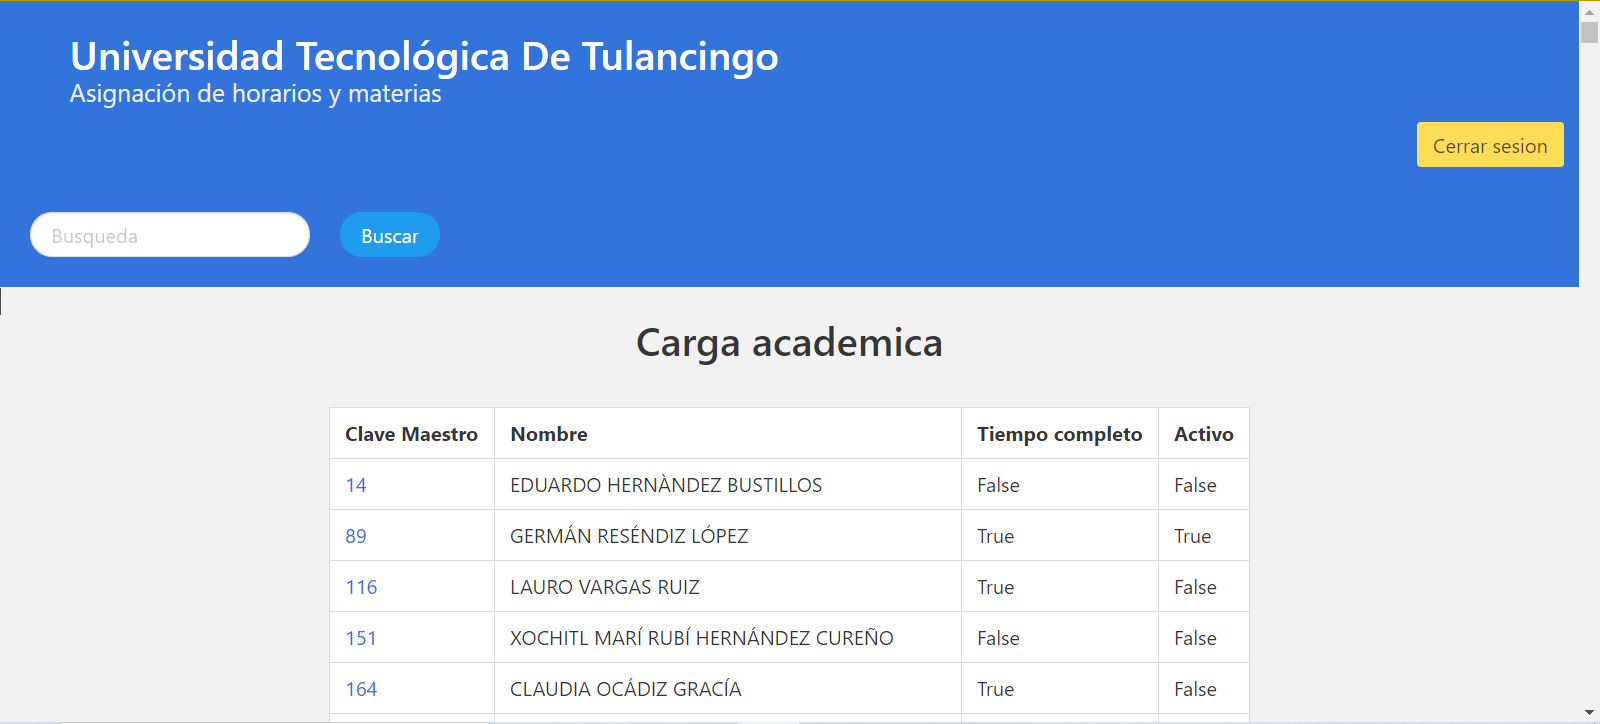 Universidad Tecnológica De Tulancingo
Asignación de horarios y materias
Cerrar sesion
Busqueda Buscar
Carga academica
Clave Maestro Nombre Tiempo completo Activo
14 EDUARDO HERNÀNDEZ BUSTILLOS False False
89 GERMÁN RESÉNDIZ LÓPEZ True True
116 LAURO VARGAS RUIZ True False
151 XOCHITL MARÍ RUBÍ HERNÁNDEZ CUREÑO False False
164 CLAUDIA OCÁDIZ GRACÍA True False